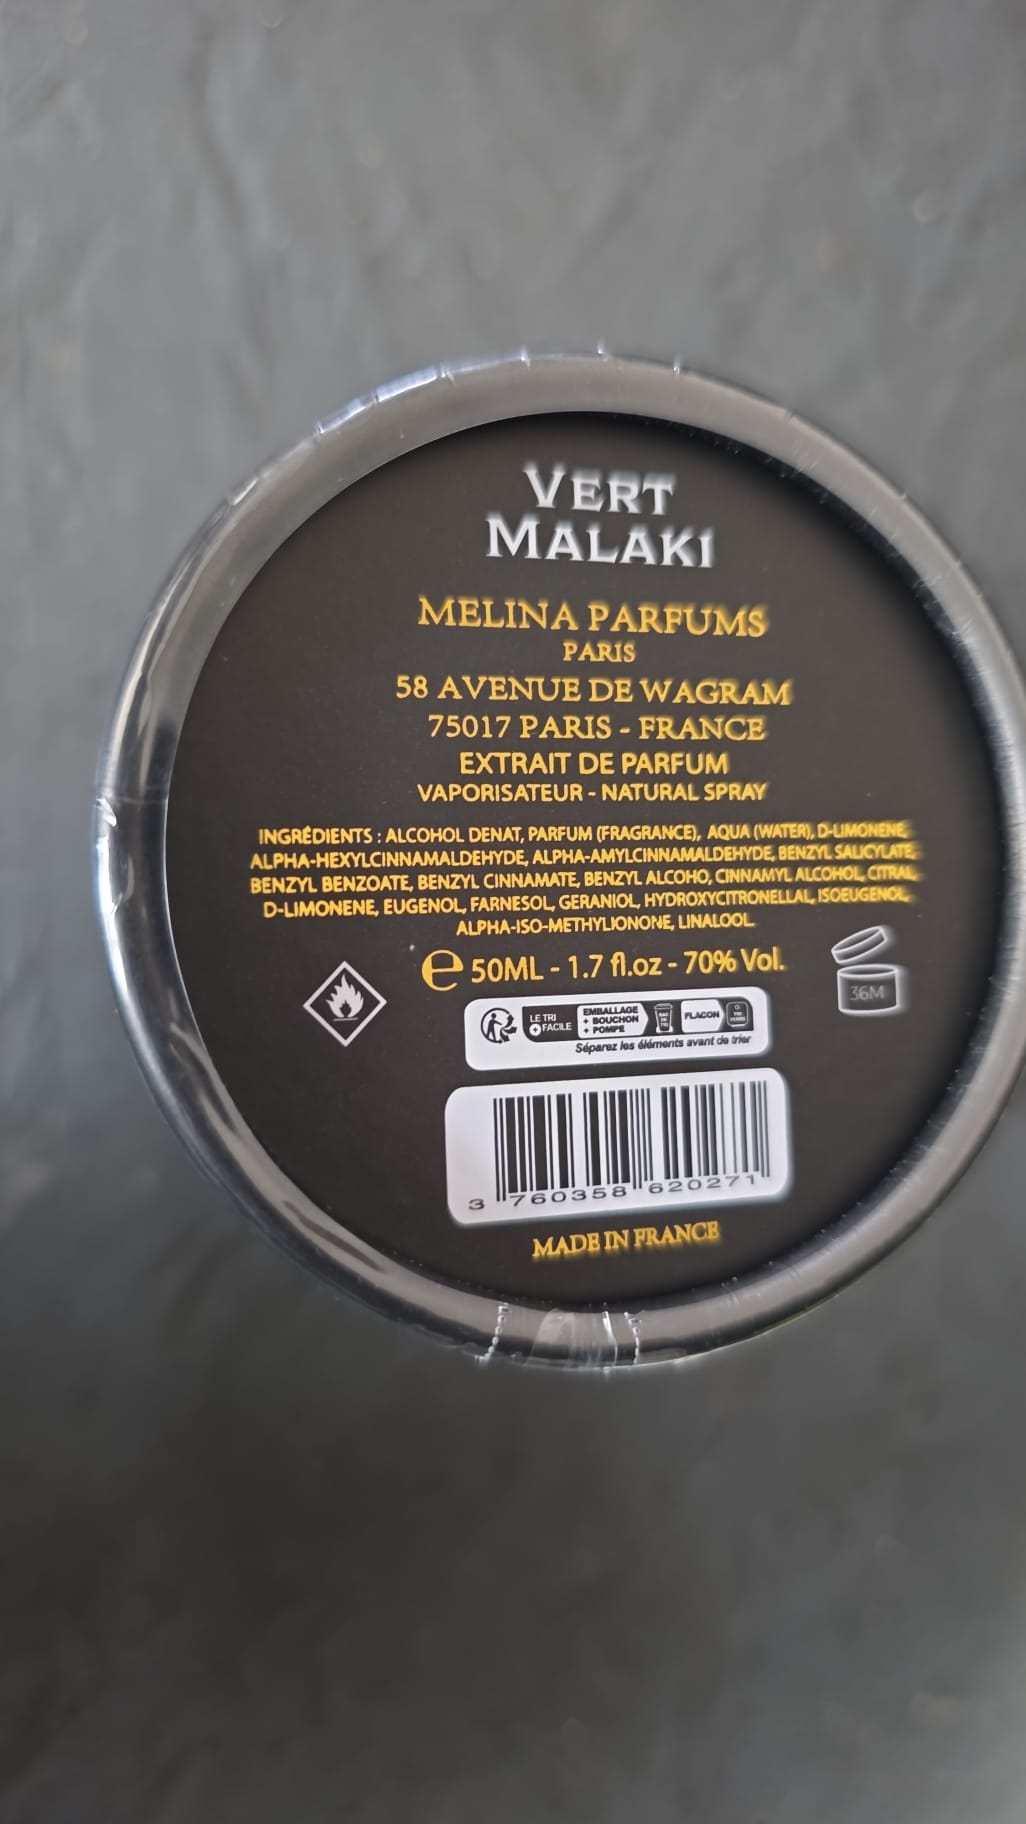 VERT
MALAKI
MELINA PARFUMS
PARIS
58 AVENUE DE WAGRAM
75017 PARIS - FRANCE
EXTRAIT DE PARFUM
VAPORISATEUR - NATURAL SPRAY
INGRÉDIENTS : ALCOHOL DENAT, PARFUM (FRAGRANCE), AQUA (WATER), D-LIMONENE,
ALPHA-HEXYLCINNAMALDEHYDE, ALPHA-AMYLCINNAMALDEHYDE, BENZYL SALICYLATE,
BENZYL BENZOATE, BENZYL CINNAMATE, BENZYL ALCOHO, CINNAMYL ALCOHOL, CITRAL,
D-LIMONENE, EUGENOL, FARNESOL, GERANIOL, HYDROXYCITRONELLAL, ISOEUGENOL,
ALPHA-ISO-METHYLIONONE, LINALOOL
e 50ML - 1.7 fl.oz - 70% Vol.
36M
LE TRI
+ FACILE
EMBALLAGE
+ BOUCHON
+ POMPE
BAC
DE
TRI
FLACON
Séparez les éléments avant de trier
3 760358 620271
MADE IN FRANCE